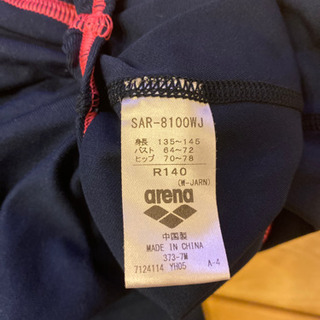 SAR-8100WJ
身長 135~145
バスト 64~72
ヒップ 70~78
R140
(W-JARN)
arena
中国製
MADE IN CHINA
373-7M
7124114 YH05 A-4